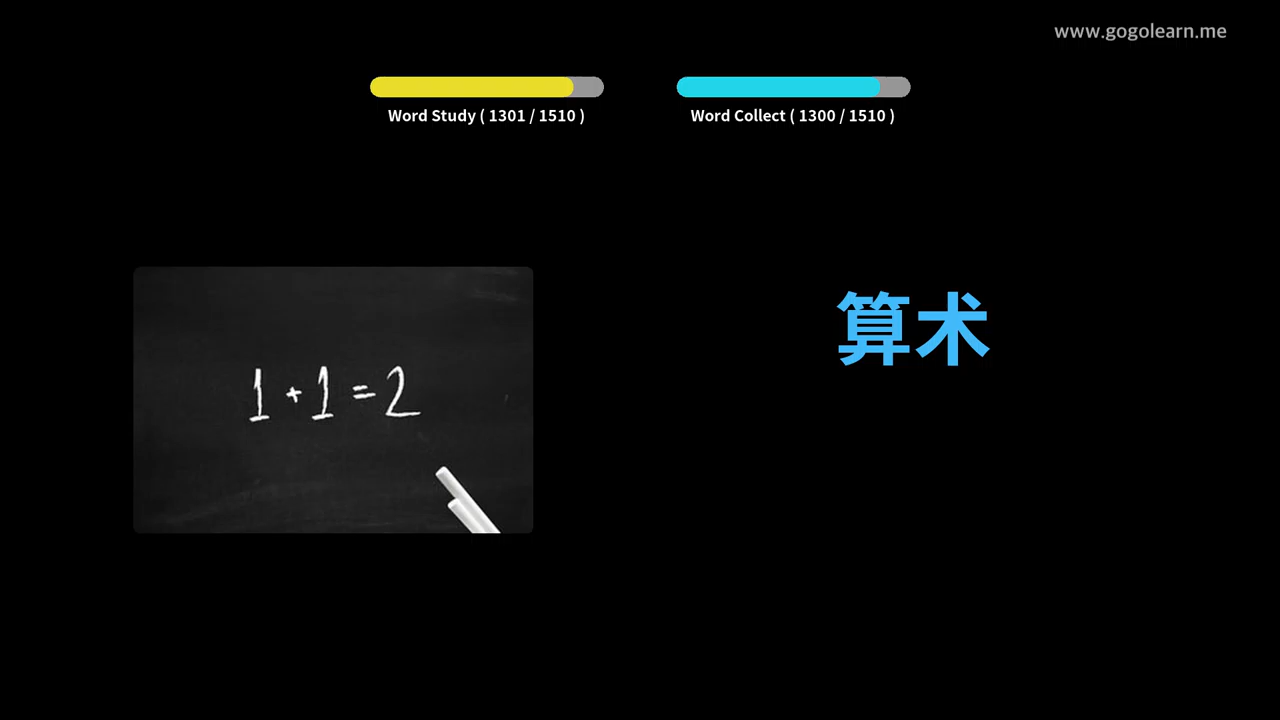 www.gogolearn.me
Word Study ( 1301 / 1510 )
Word Collect ( 1300 / 1510 )
算术
1 + 1 = 2